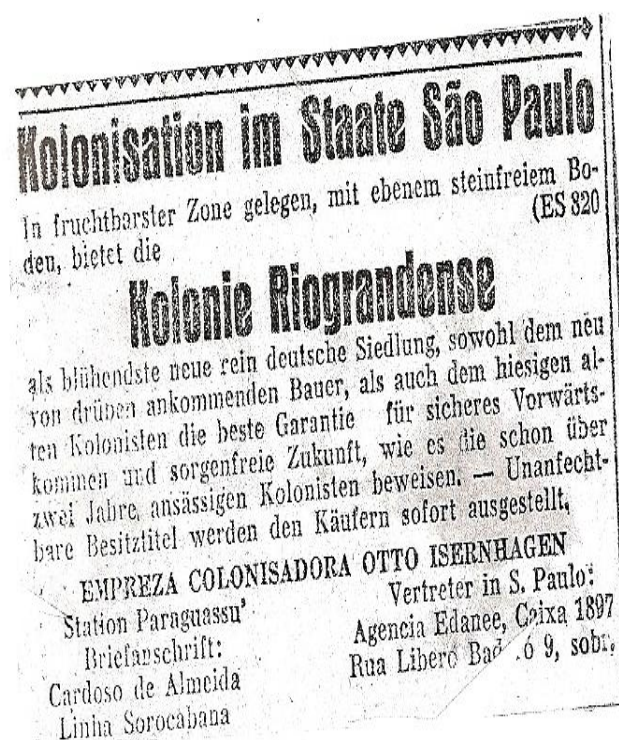 Kolonisation im Staate São Paulo
In fruchtbarster Zone gelegen, mit ebenem steinfreiem Bo-
den, bietet die (ES 820
Kolonie Riograndense
als blühendste neue rein deutsche Siedlung, sowohl dem neu
von drüben ankommenden Bauer, als auch dem hiesigen al-
ten Kolonisten die beste Garantie für sicheres Vorwärts-
kommen und sorgenfreie Zukunft, wie es die schon über
zwei Jahre ansässigen Kolonisten beweisen. — Unanfecht-
bare Besitztitel werden den Käufern sofort ausgestellt.
EMPREZA COLONISADORA OTTO ISERNHAGEN
Station Paraguassu'
Briefanschrift:
Cardoso de Almeida
Linha Sorocabana
Vertreter in S. Paulo:
Agencia Edanee, Caixa 1897
Rua Libero 9, sobr.